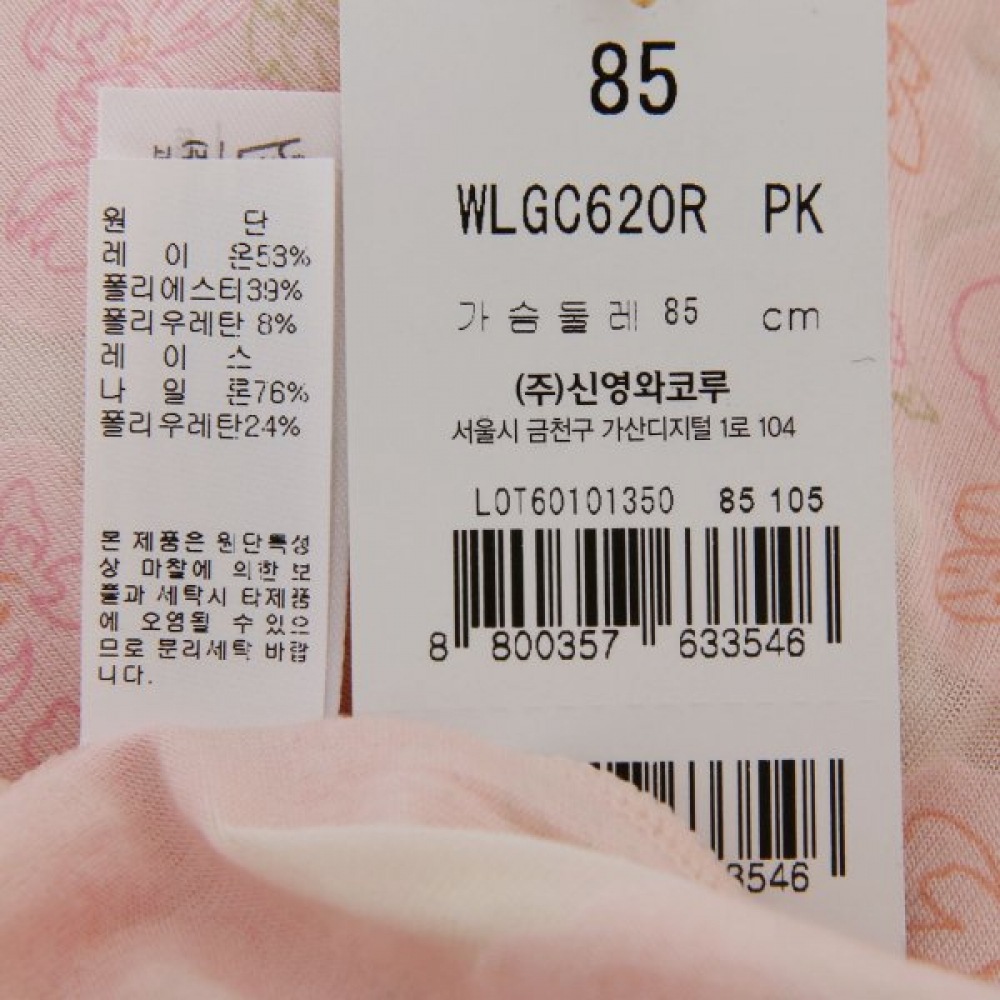 원 단
레 이 온53%
폴리에스터39%
폴리우레탄 8%
레 이 스
나 일 론76%
폴리우레탄24%
본 제품은 원단특성
상 마찰에 의한 보
풀과 세탁시 타제품
에 오염될 수 있으
므로 분리세탁 바랍
니다.
85
WLGC620R PK
가슴둘레 85 cm
(주)신영와코루
서울시 금천구 가산디지털 1로 104
LOT60101350 85 105
8 800357 633546
3546